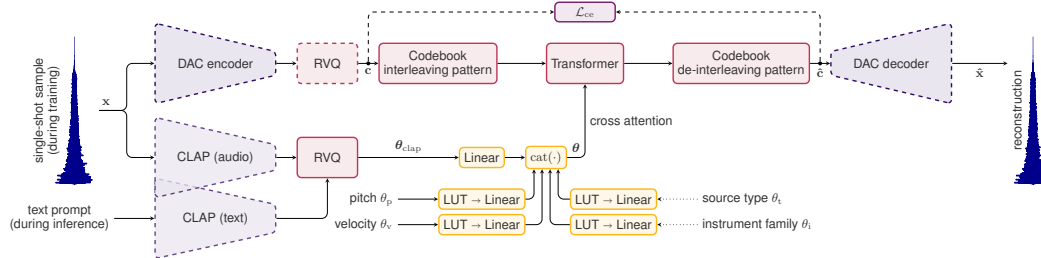 ℒce
single-shot sample
(during training)
x
DAC encoder
RVQ
c
Codebook
interleaving pattern
Transformer
Codebook
de-interleaving pattern
ĉ
DAC decoder
x̂
reconstruction
cross attention
CLAP (audio)
RVQ
θclap
Linear
cat(·)
θ
text prompt
(during inference)
CLAP (text)
pitch θp
LUT → Linear
LUT → Linear
source type θt
velocity θv
LUT → Linear
LUT → Linear
instrument family θi